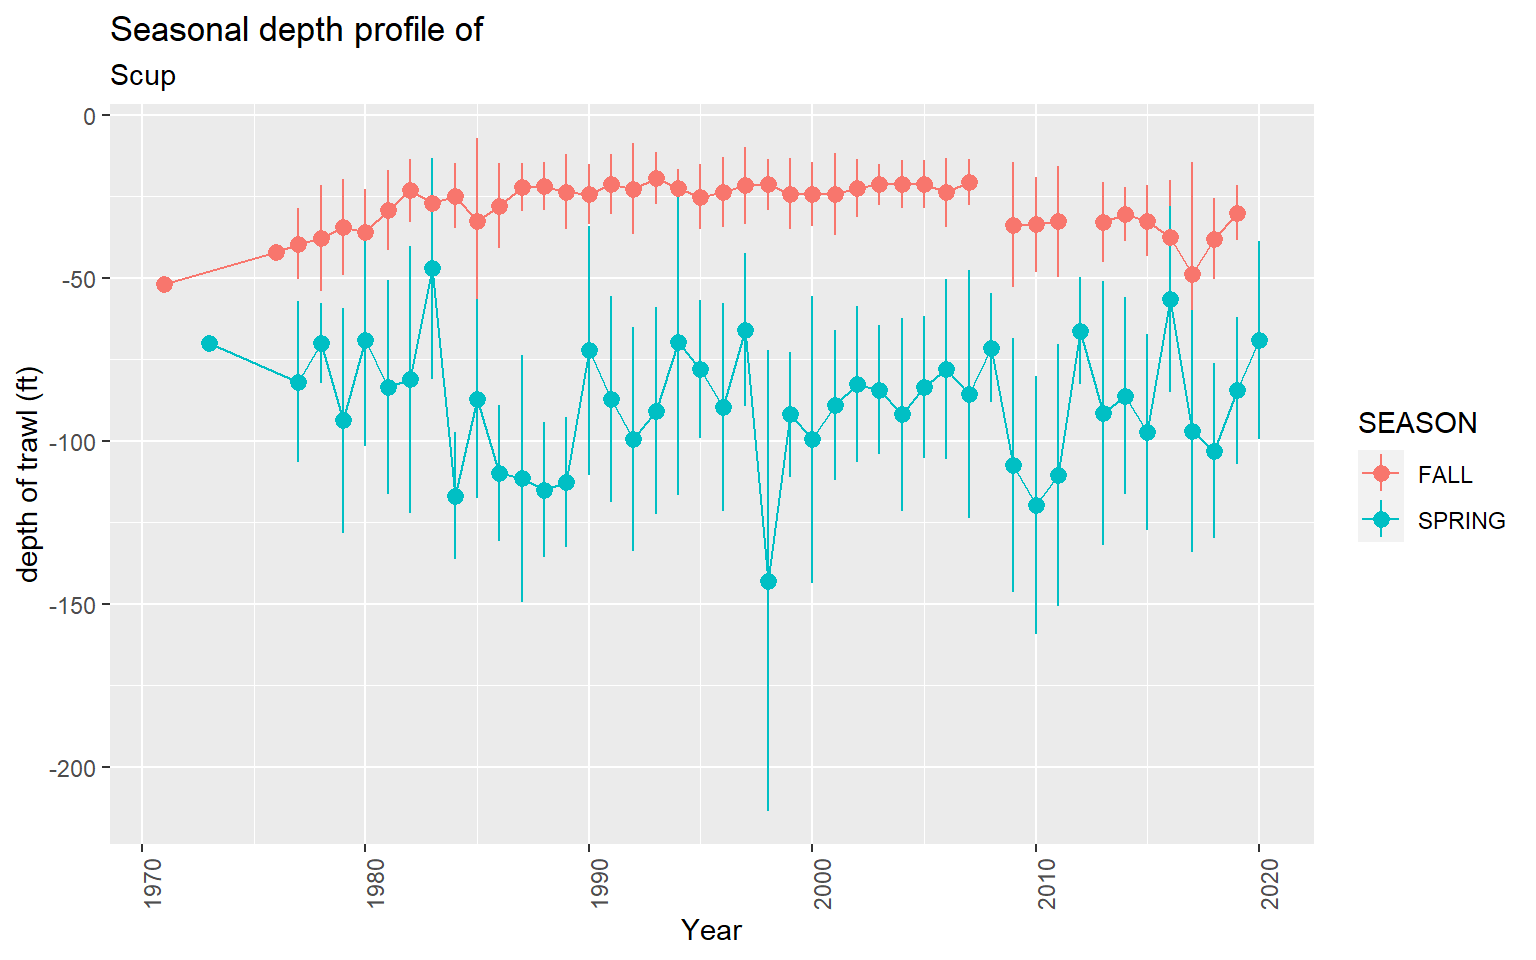 Seasonal depth profile of
Scup
0
-50
-100
-150
-200
depth of trawl (ft)
1970
1980
1990
2000
2010
2020
Year
SEASON
FALL
SPRING